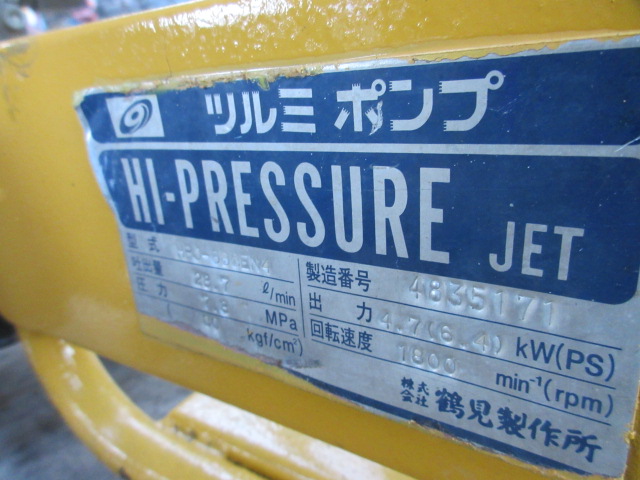 ツルミポンプ
HI-PRESSURE JET
型式
吐出量 ℓ/min
圧力 MPa
( kgf/cm²)
製造番号 4835171
出力 4.7(6.4) kW(PS)
回転速度 1800 min⁻¹(rpm)
株式会社 鶴見製作所